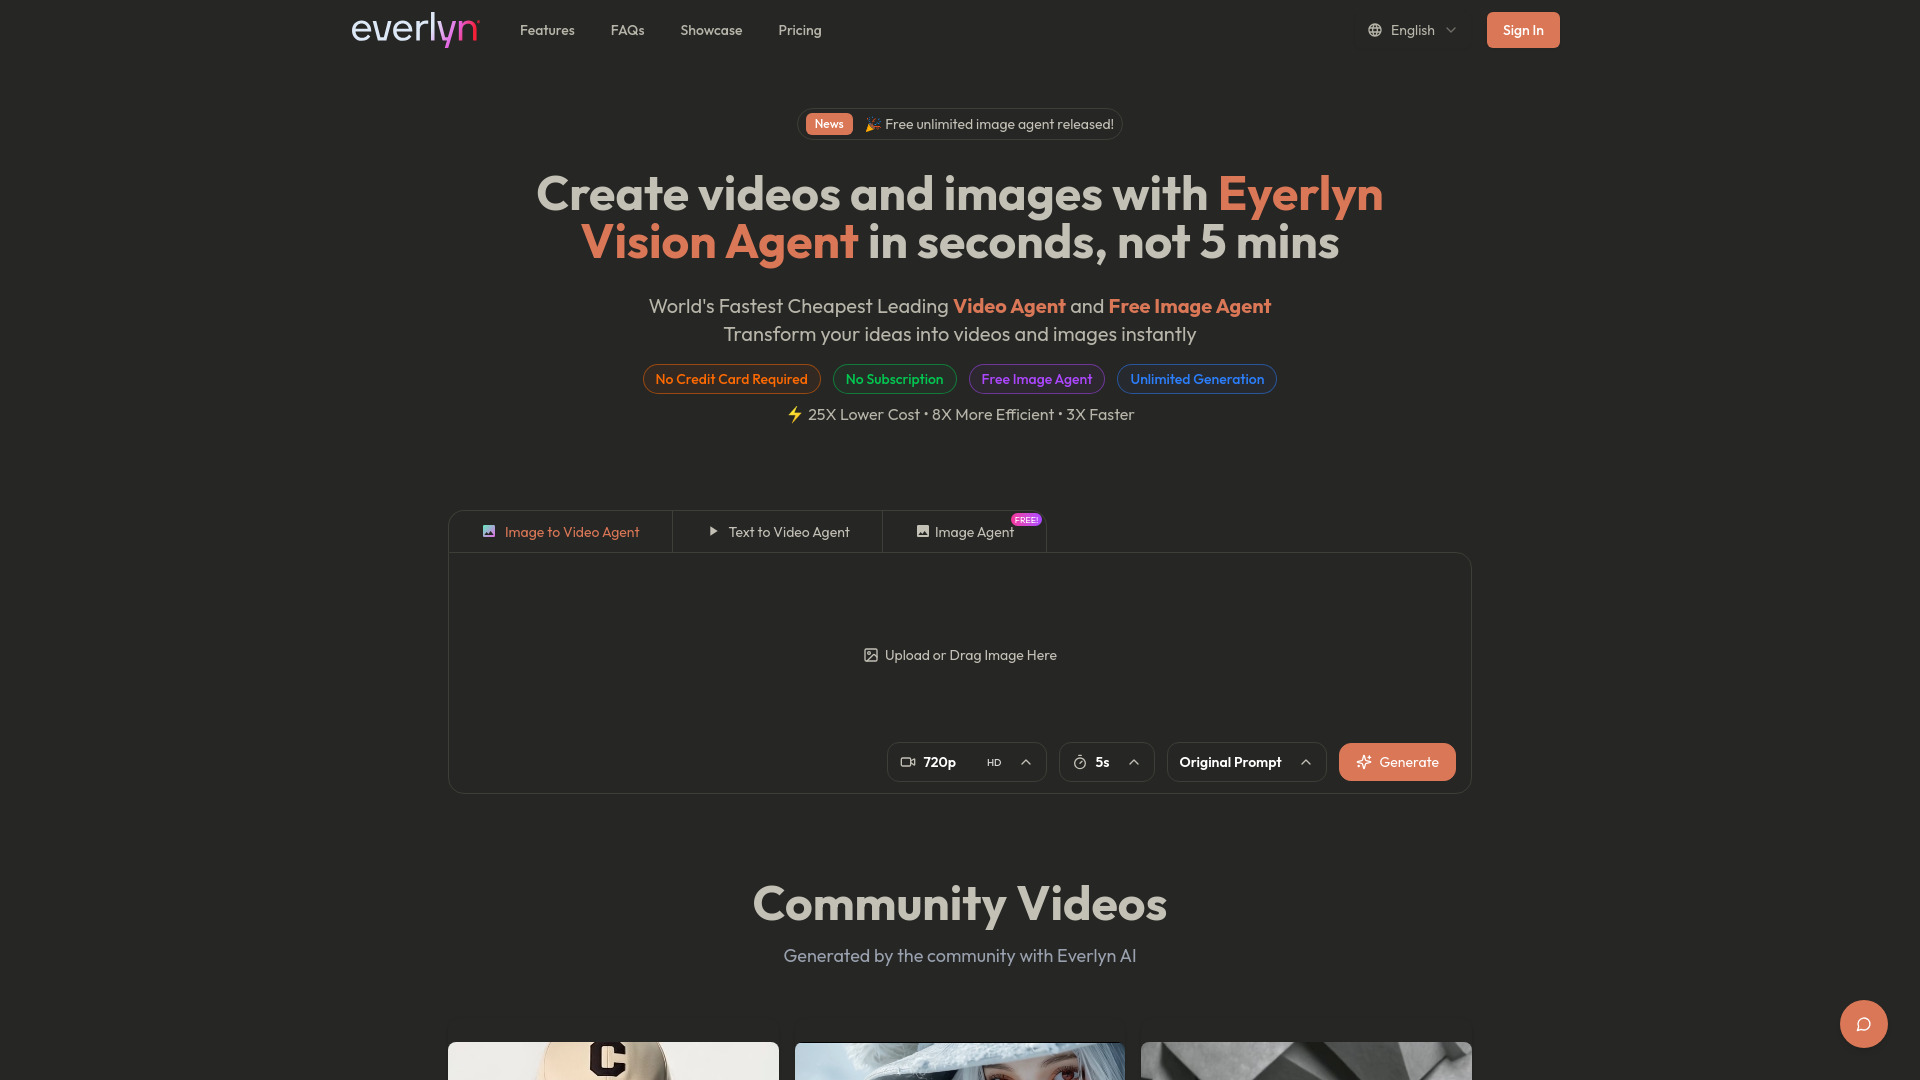 everlyn
Features
FAQs
Showcase
Pricing
English
Sign In
News
🎉 Free unlimited image agent released!
Create videos and images with Eyerlyn
Vision Agent in seconds, not 5 mins
World's Fastest Cheapest Leading Video Agent and Free Image Agent
Transform your ideas into videos and images instantly
No Credit Card Required
No Subscription
Free Image Agent
Unlimited Generation
⚡ 25X Lower Cost • 8X More Efficient • 3X Faster
Image to Video Agent
Text to Video Agent
Image Agent
FREE!
Upload or Drag Image Here
720p
HD
5s
Original Prompt
Generate
Community Videos
Generated by the community with Everlyn AI
C